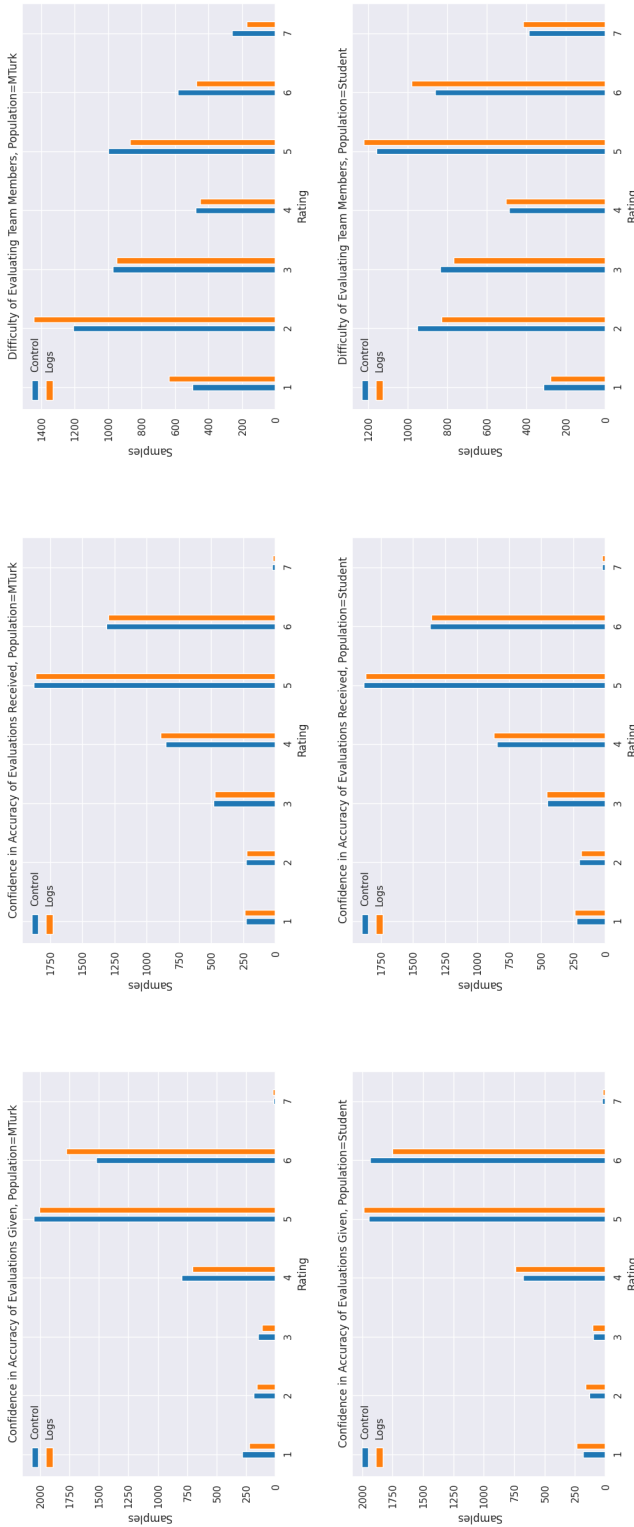 Confidence in Accuracy of Evaluations Given, Population=MTurk
Control
Logs
Samples
2000
1750
1500
1250
1000
750
500
250
0
1 2 3 4 5 6 7
Rating
Confidence in Accuracy of Evaluations Received, Population=MTurk
Control
Logs
Samples
1750
1500
1250
1000
750
500
250
0
1 2 3 4 5 6 7
Rating
Difficulty of Evaluating Team Members, Population=MTurk
Control
Logs
Samples
1400
1200
1000
800
600
400
200
0
1 2 3 4 5 6 7
Rating
Confidence in Accuracy of Evaluations Given, Population=Student
Control
Logs
Samples
2000
1750
1500
1250
1000
750
500
250
0
1 2 3 4 5 6 7
Rating
Confidence in Accuracy of Evaluations Received, Population=Student
Control
Logs
Samples
1750
1500
1250
1000
750
500
250
0
1 2 3 4 5 6 7
Rating
Difficulty of Evaluating Team Members, Population=Student
Control
Logs
Samples
1200
1000
800
600
400
200
0
1 2 3 4 5 6 7
Rating